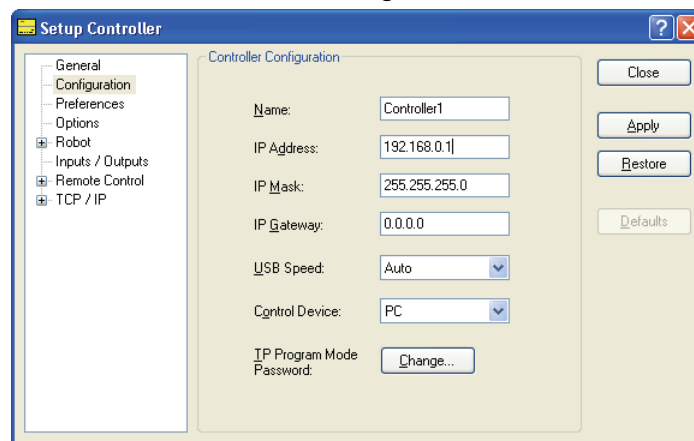 Setup Controller
General
Configuration
Preferences
Options
Robot
Inputs / Outputs
Remote Control
TCP / IP
Controller Configuration
Name: Controller1
IP Address: 192.168.0.1
IP Mask: 255.255.255.0
IP Gateway: 0.0.0.0
USB Speed: Auto
Control Device: PC
TP Program Mode
Password: Change...
Close
Apply
Restore
Defaults